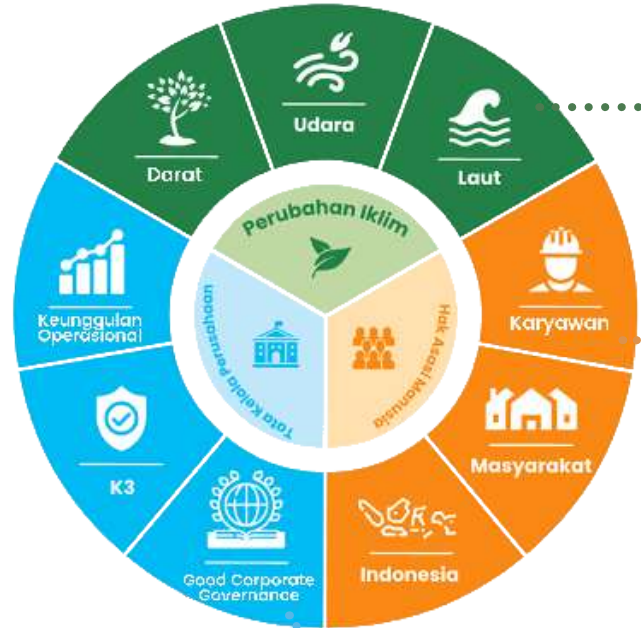 Udara
Darat
Laut
Perubahan Iklim
Keunggulan
Operasional
Tata Kelola Perusahaan
Hak Asasi Manusia
Karyawan
K3
Masyarakat
Good Corporate
Governance
Indonesia